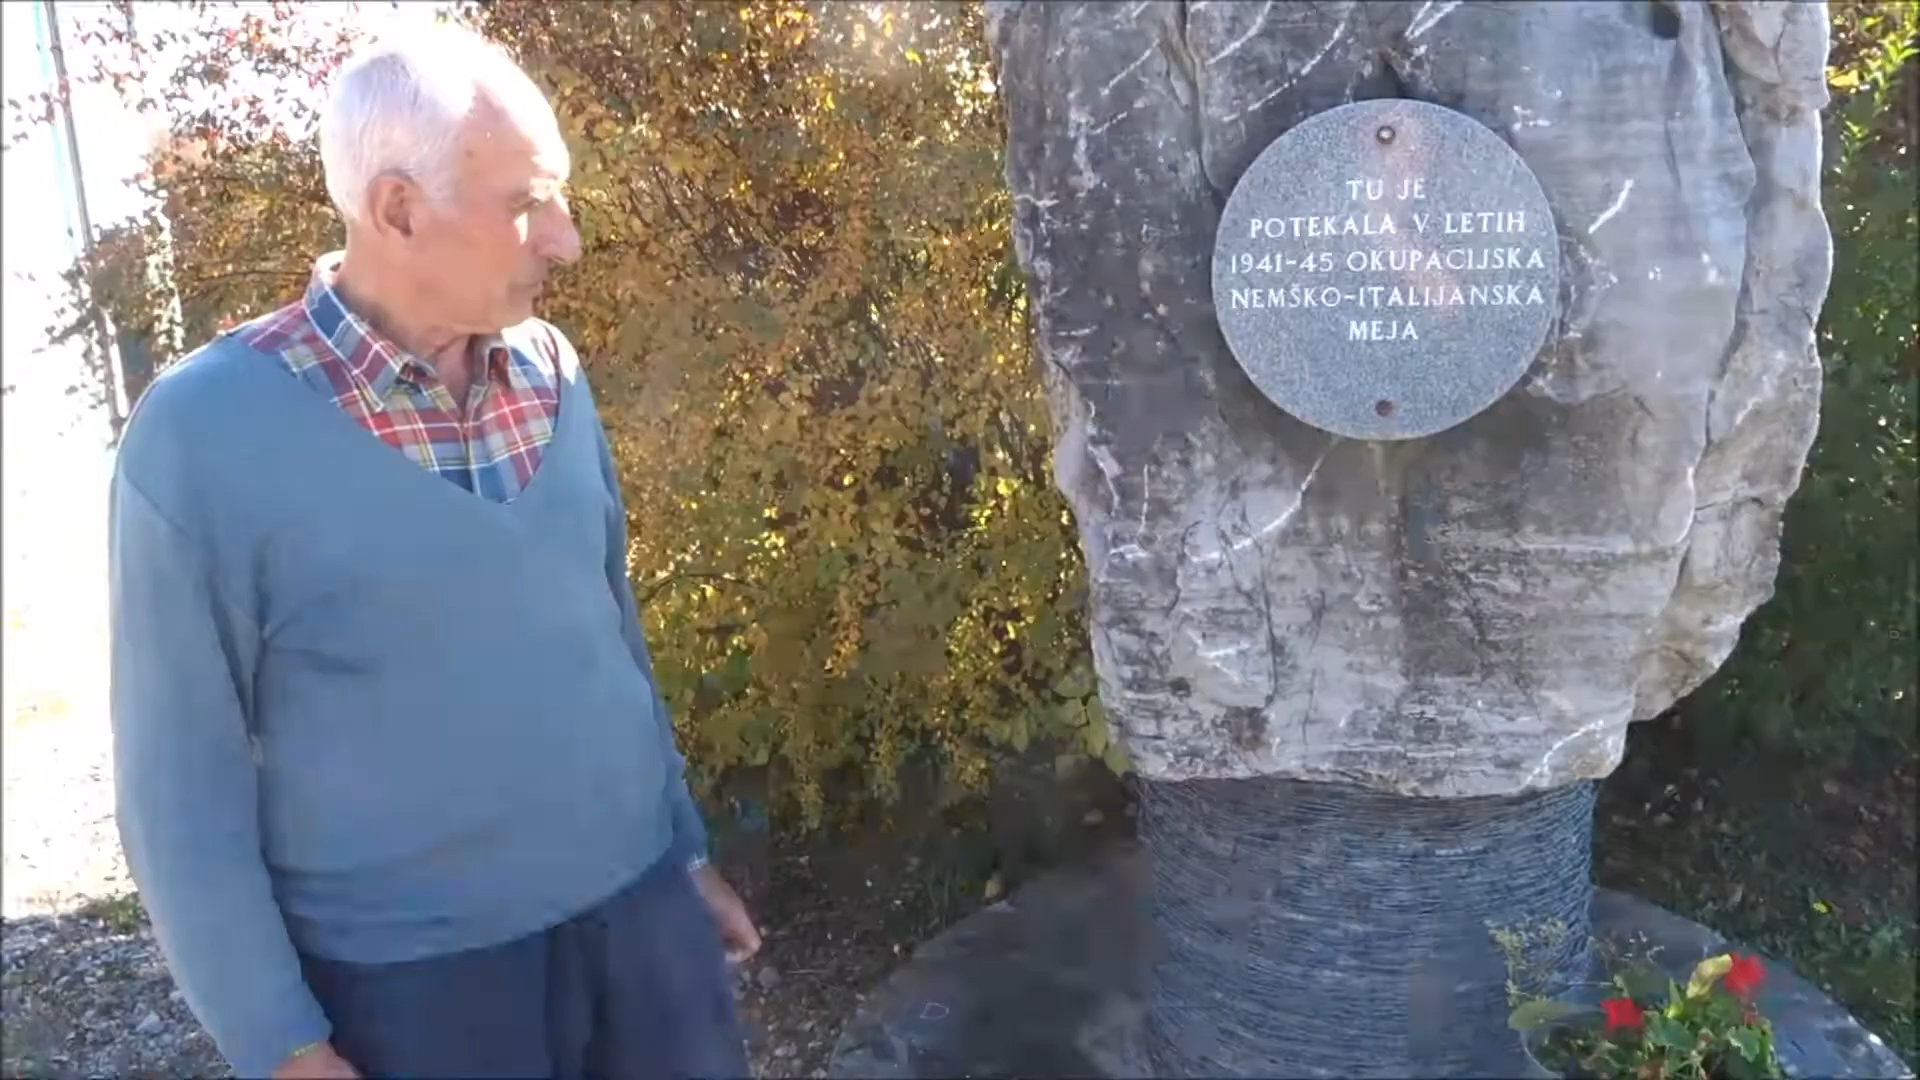 TU JE
POTEKALA V LETIH
1941-45 OKUPACIJSKA
NEMŠKO-ITALIJANSKA
MEJA